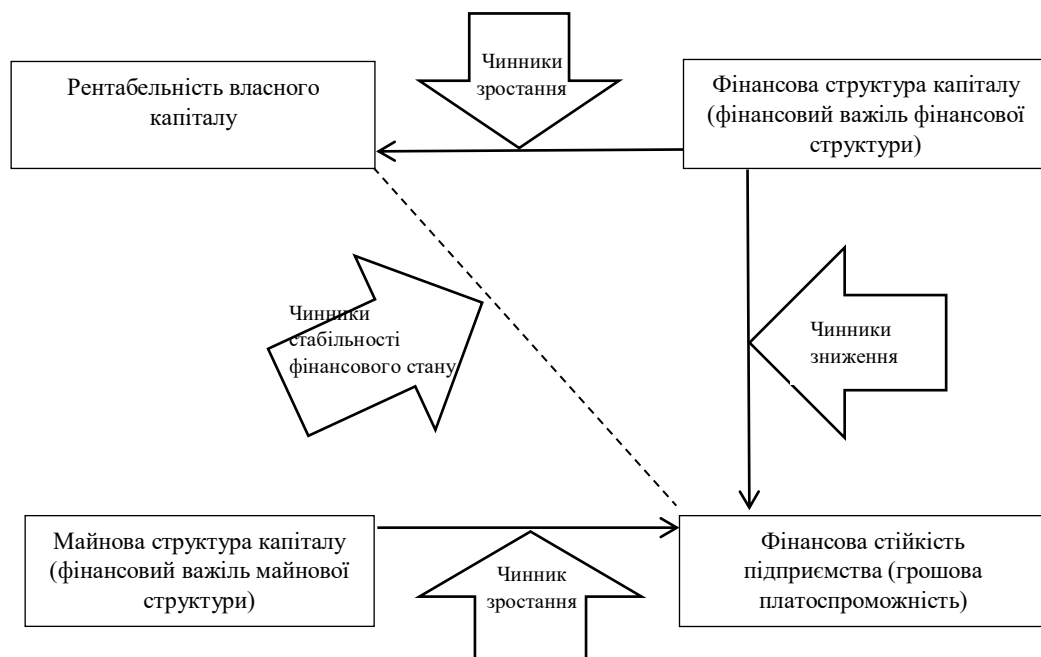 Чинники
зростання
Рентабельність власного
капіталу
Фінансова структура капіталу
(фінансовий важіль фінансової
структури)
Чинники
стабільності
фінансового стану
Чинники
зниження
Майнова структура капіталу
(фінансовий важіль майнової
структури)
Чинник
зростання
Фінансова стійкість
підприємства (грошова
платоспроможність)